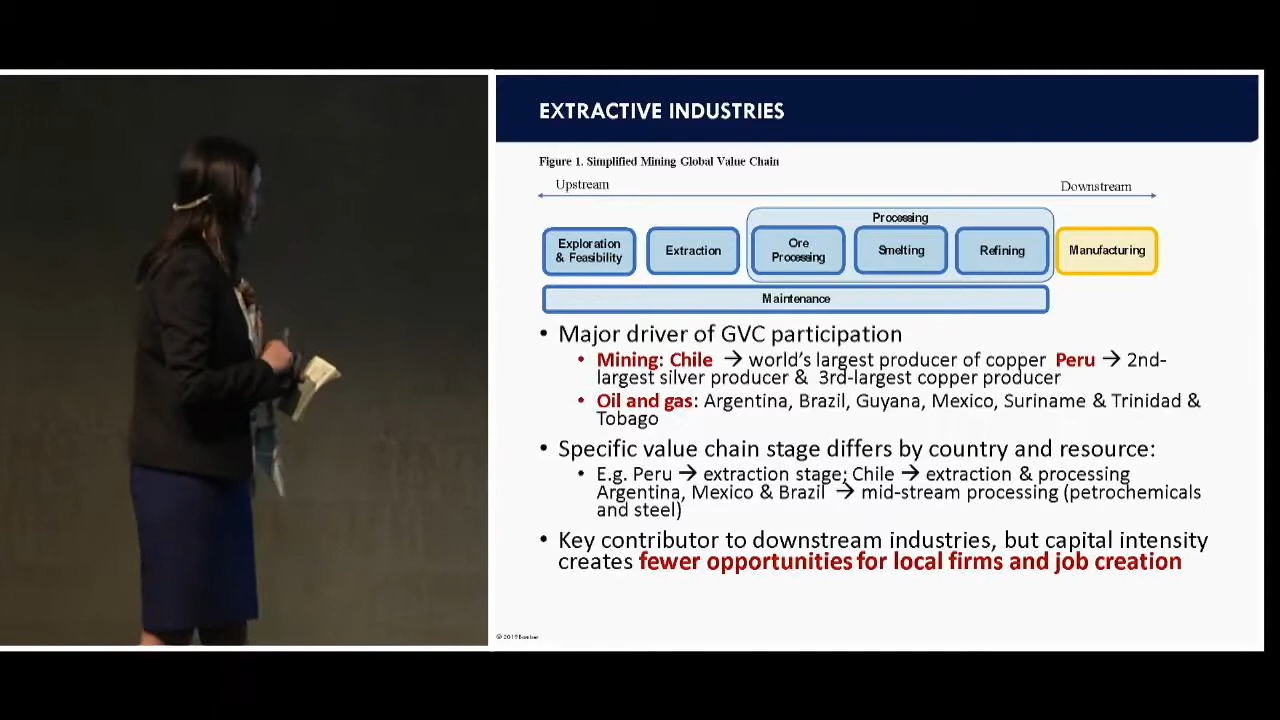 EXTRACTIVE INDUSTRIES
Figure 1. Simplified Mining Global Value Chain
Upstream
Downstream
Processing
Exploration
& Feasibility
Extraction
Ore
Processing
Smelting
Refining
Manufacturing
Maintenance
• Major driver of GVC participation
• Mining: Chile → world's largest producer of copper Peru → 2nd-
largest silver producer & 3rd-largest copper producer
• Oil and gas: Argentina, Brazil, Guyana, Mexico, Suriname & Trinidad &
Tobago
• Specific value chain stage differs by country and resource:
• E.g. Peru → extraction stage; Chile → extraction & processing
Argentina, Mexico & Brazil → mid-stream processing (petrochemicals
and steel)
• Key contributor to downstream industries, but capital intensity
creates fewer opportunities for local firms and job creation
© 2019